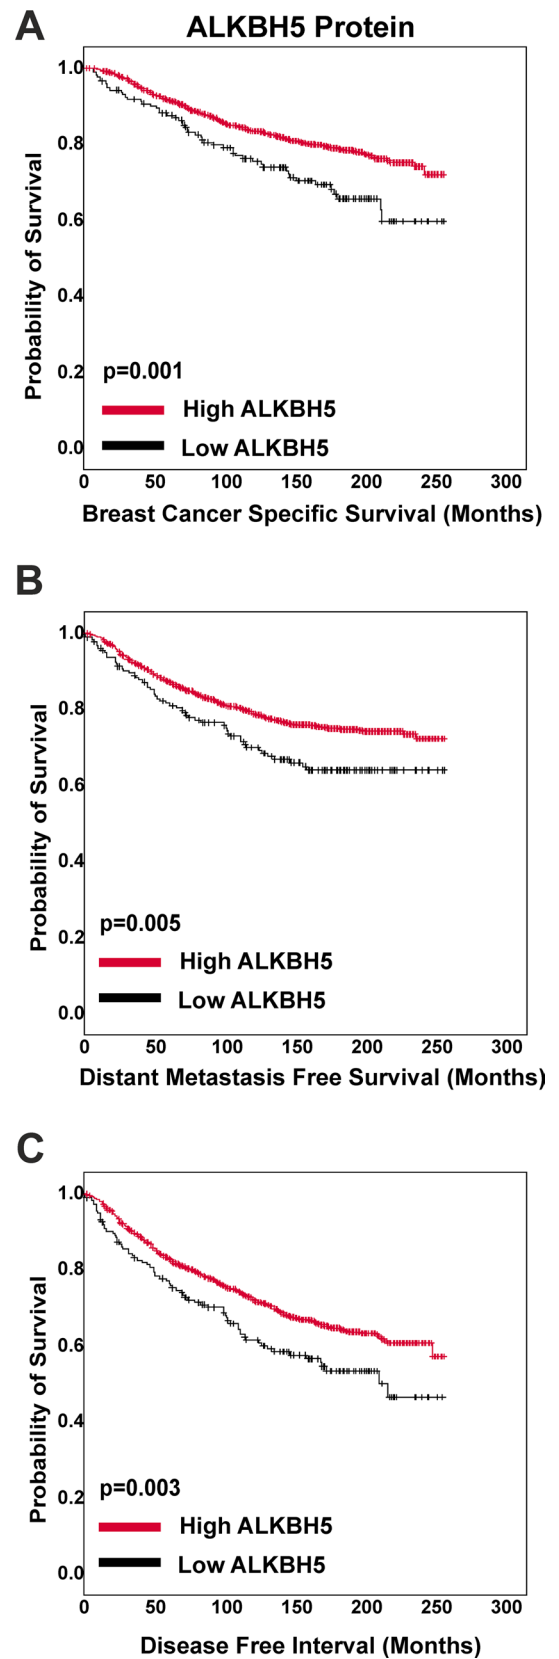 A
ALKBH5 Protein
Probability of Survival
1.0
0.8
0.6
0.4
0.2
0.0
p=0.001
High ALKBH5
Low ALKBH5
0 50 100 150 200 250 300
Breast Cancer Specific Survival (Months)
B
Probability of Survival
1.0
0.8
0.6
0.4
0.2
0.0
p=0.005
High ALKBH5
Low ALKBH5
0 50 100 150 200 250 300
Distant Metastasis Free Survival (Months)
C
Probability of Survival
1.0
0.8
0.6
0.4
0.2
0.0
p=0.003
High ALKBH5
Low ALKBH5
0 50 100 150 200 250 300
Disease Free Interval (Months)